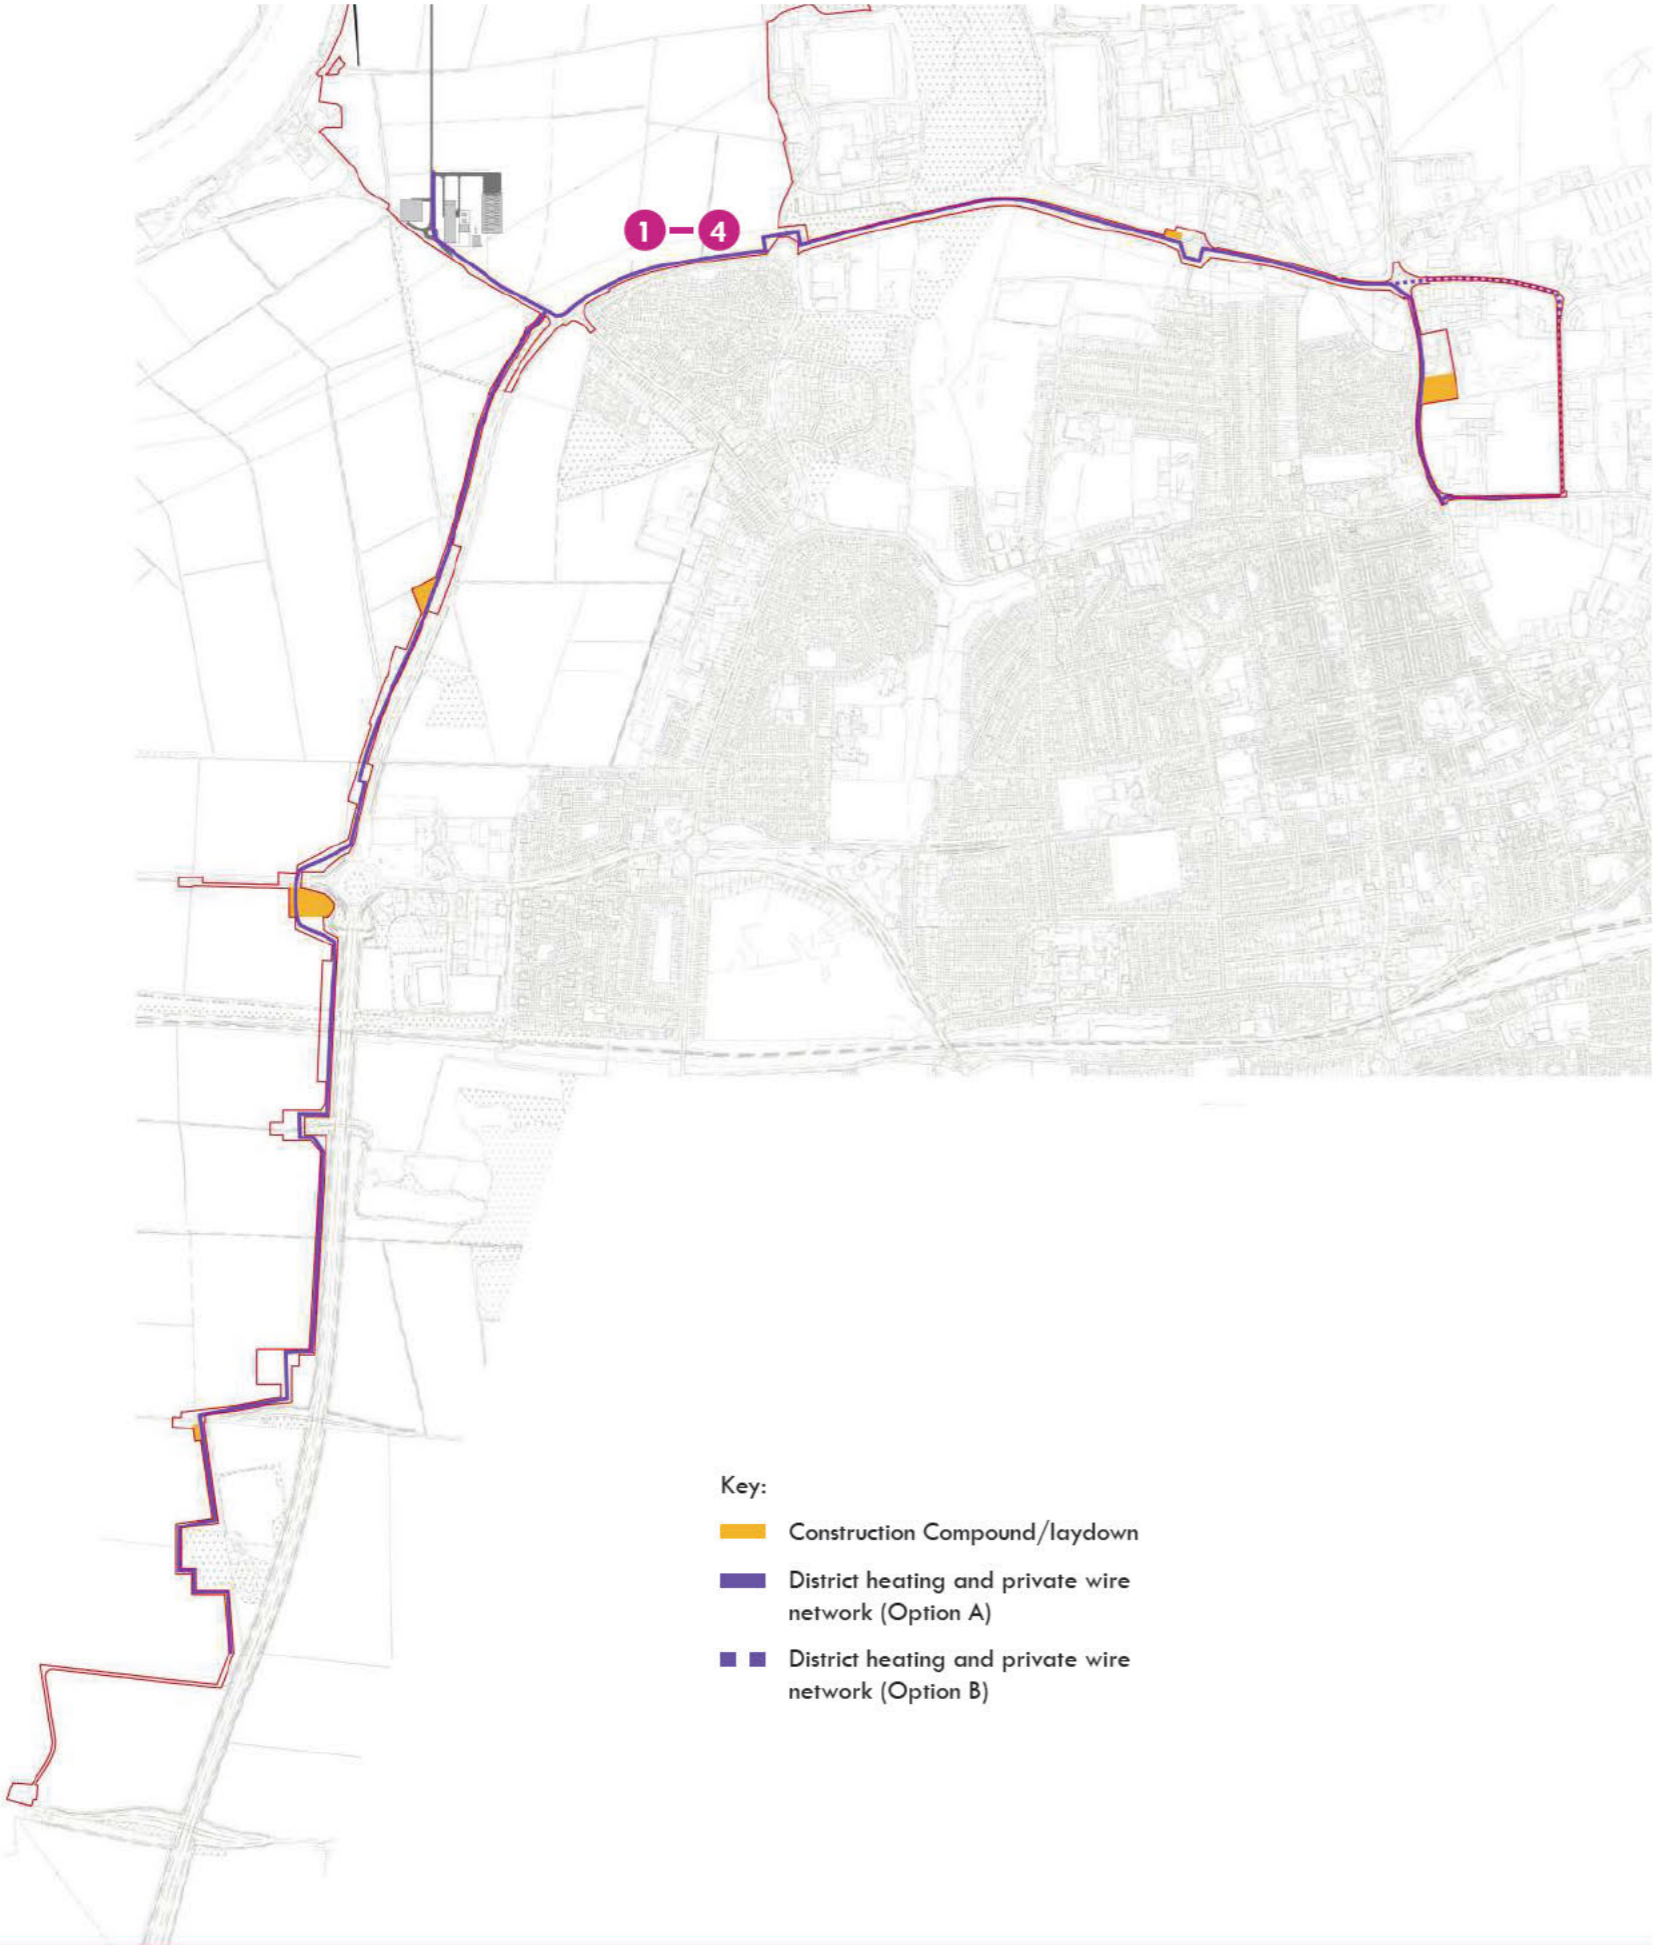 1 – 4
Key:
Construction Compound/laydown
District heating and private wire
network (Option A)
District heating and private wire
network (Option B)